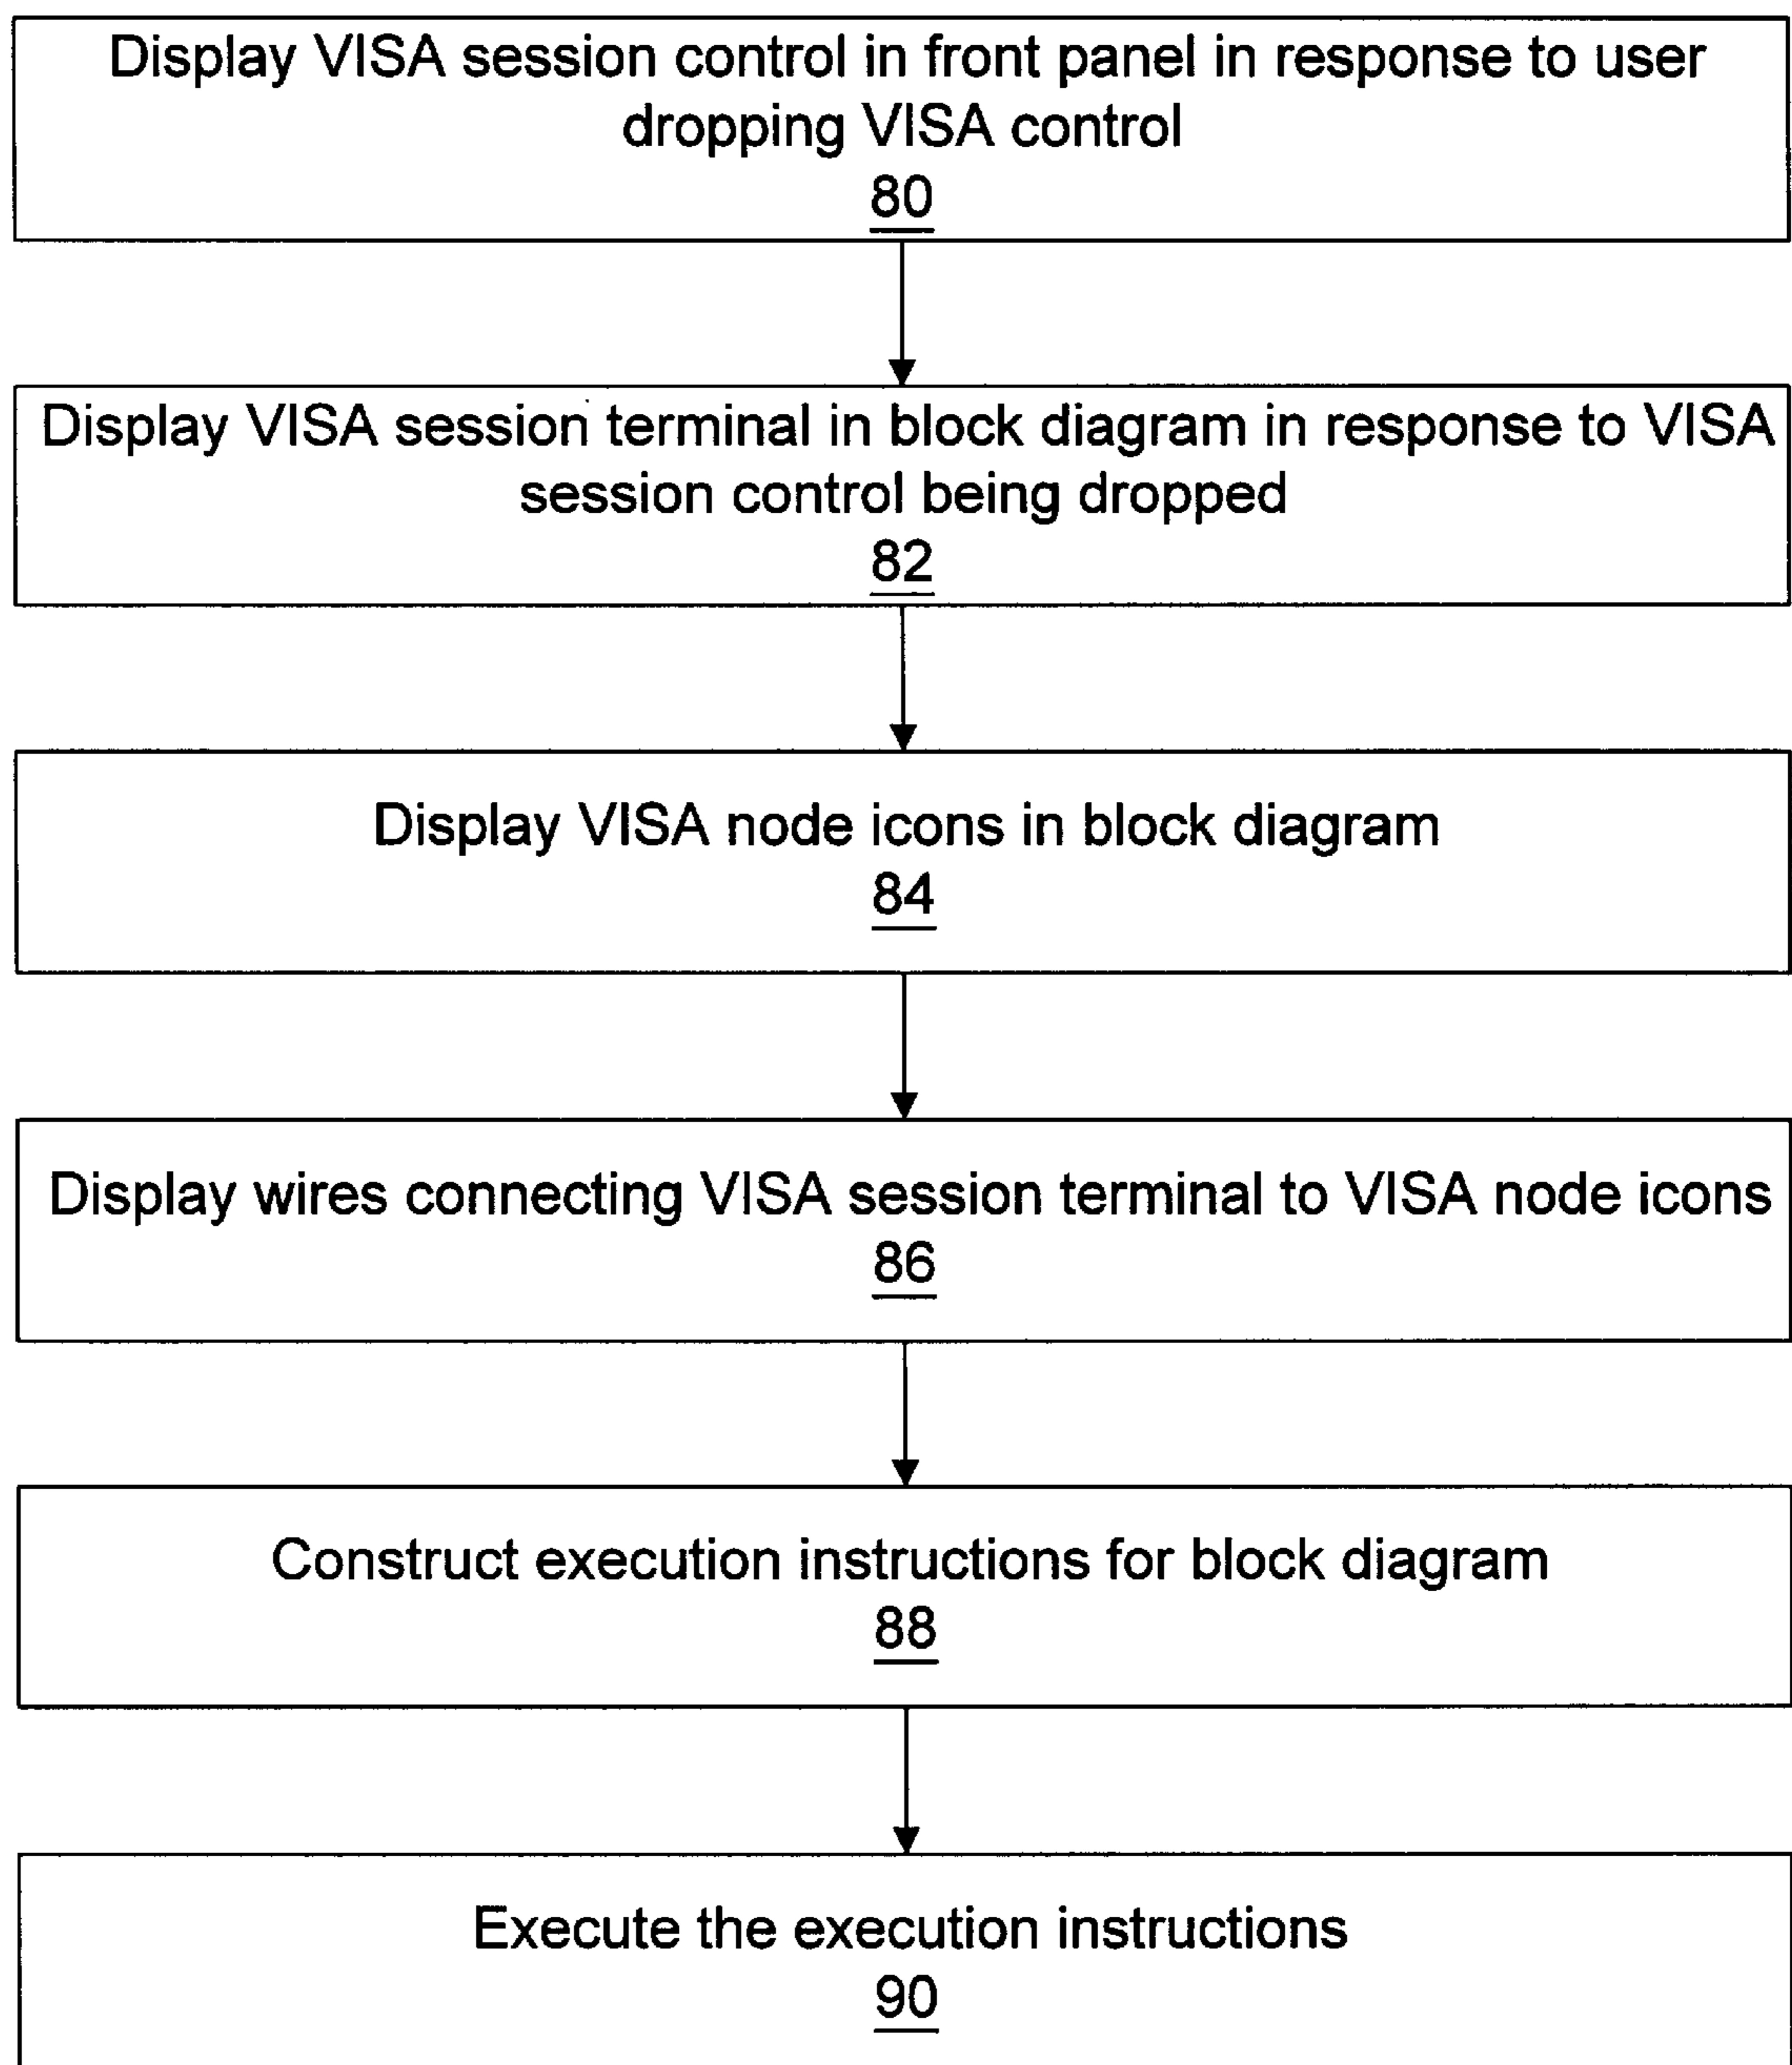 Display VISA session control in front panel in response to user
dropping VISA control
80
Display VISA session terminal in block diagram in response to VISA
session control being dropped
82
Display VISA node icons in block diagram
84
Display wires connecting VISA session terminal to VISA node icons
86
Construct execution instructions for block diagram
88
Execute the execution instructions
90